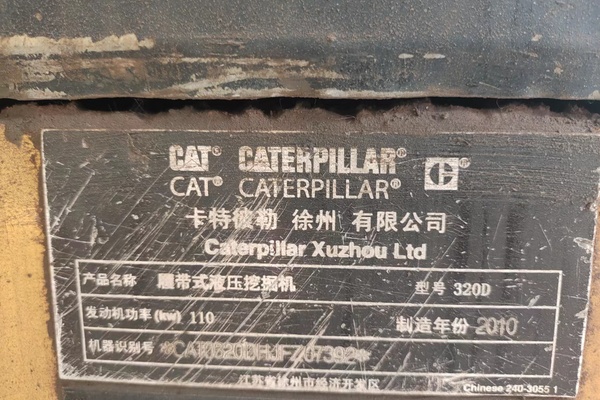 CAT® CATERPILLAR®
CAT® CATERPILLAR®
卡特彼勒 徐州 有限公司
Caterpillar Xuzhou Ltd
产品名称 履带式液压挖掘机 型号 320D
发动机功率(kw) 110 制造年份 2010
机器识别号
江苏省徐州市经济开发区 Chinese 240-3055 1